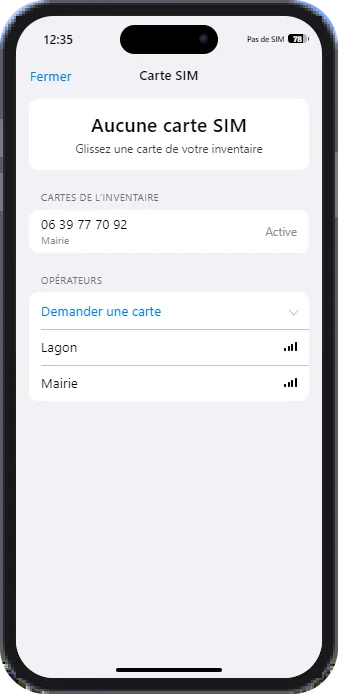 12:35
Pas de SIM
78
Fermer
Carte SIM
Aucune carte SIM
Glissez une carte de votre inventaire
CARTES DE L'INVENTAIRE
06 39 77 70 92
Mairie
Active
OPÉRATEURS
Demander une carte
Lagon
Mairie